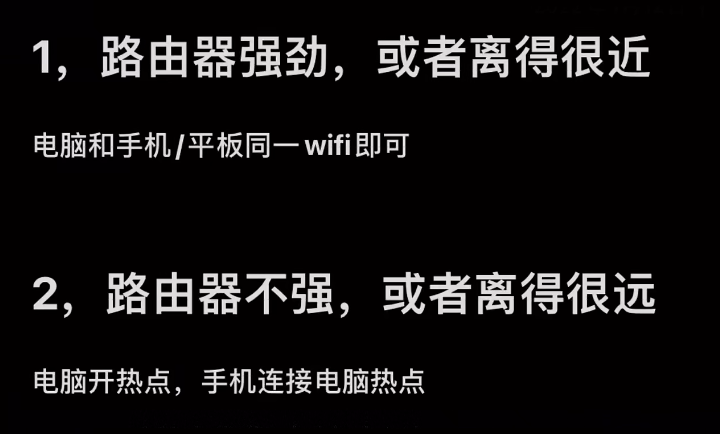 1，路由器强劲，或者离得很近
电脑和手机/平板同一wifi即可
2，路由器不强，或者离得很远
电脑开热点，手机连接电脑热点